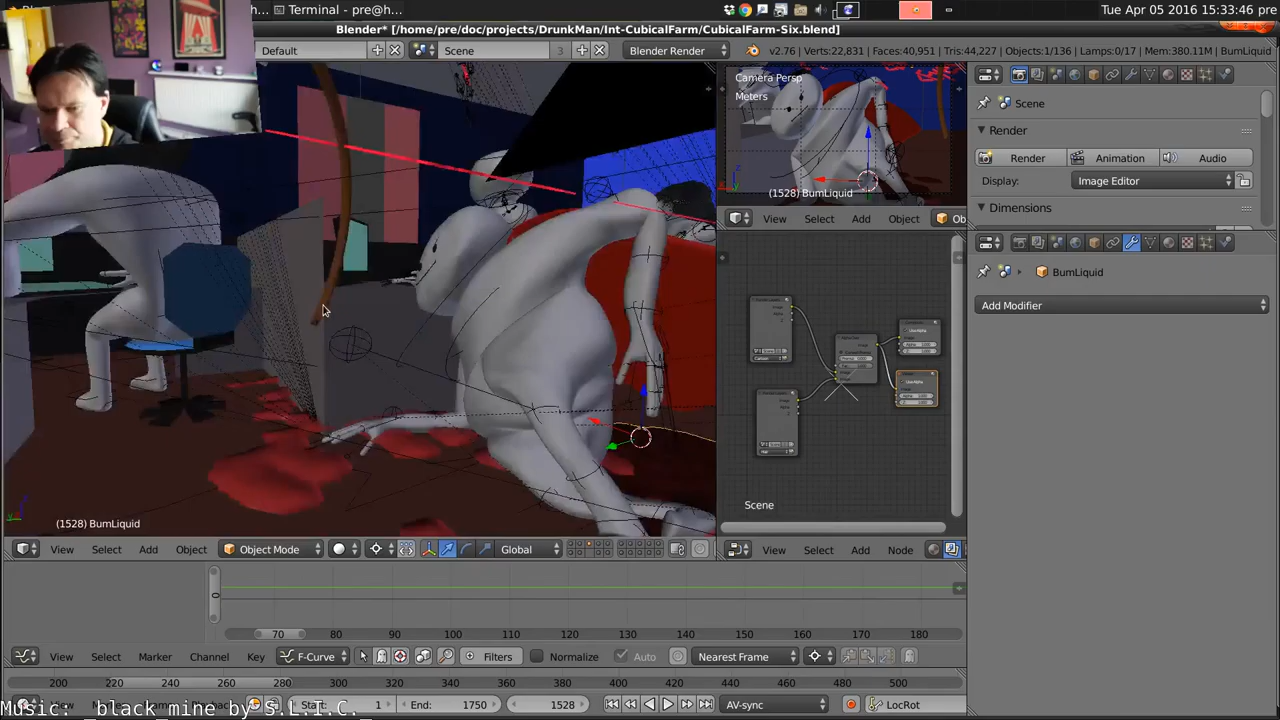 Terminal - pre@h...
Tue Apr 05 2016 15:33:46 pre
Blender* [/home/pre/doc/projects/DrunkMan/Int-CubicalFarm/CubicalFarm-Six.blend]
Default
Scene
3
Blender Render
v2.76 | Verts:22,831 | Faces:40,951 | Tris:44,227 | Objects:1/136 | Lamps:0/17 | Mem:380.11M | BumLiquid
Camera Persp
Meters
(1528) BumLiquid
View
Select
Add
Object
Ob
Scene
Render
Render
Animation
Audio
Display:
Image Editor
Dimensions
BumLiquid
Add Modifier
Scene
(1528) BumLiquid
View
Select
Add
Object
Object Mode
Global
View
Select
Add
Node
0
70
80
90
100
110
120
130
140
150
160
170
180
View
Select
Marker
Channel
Key
F-Curve
Filters
Normalize
Auto
Nearest Frame
200
220
240
260
280
300
320
340
360
380
400
420
440
460
480
500
Music: _black_mine by S.L.I.C._
Start:
1
End:
1750
1528
AV-sync
LocRot